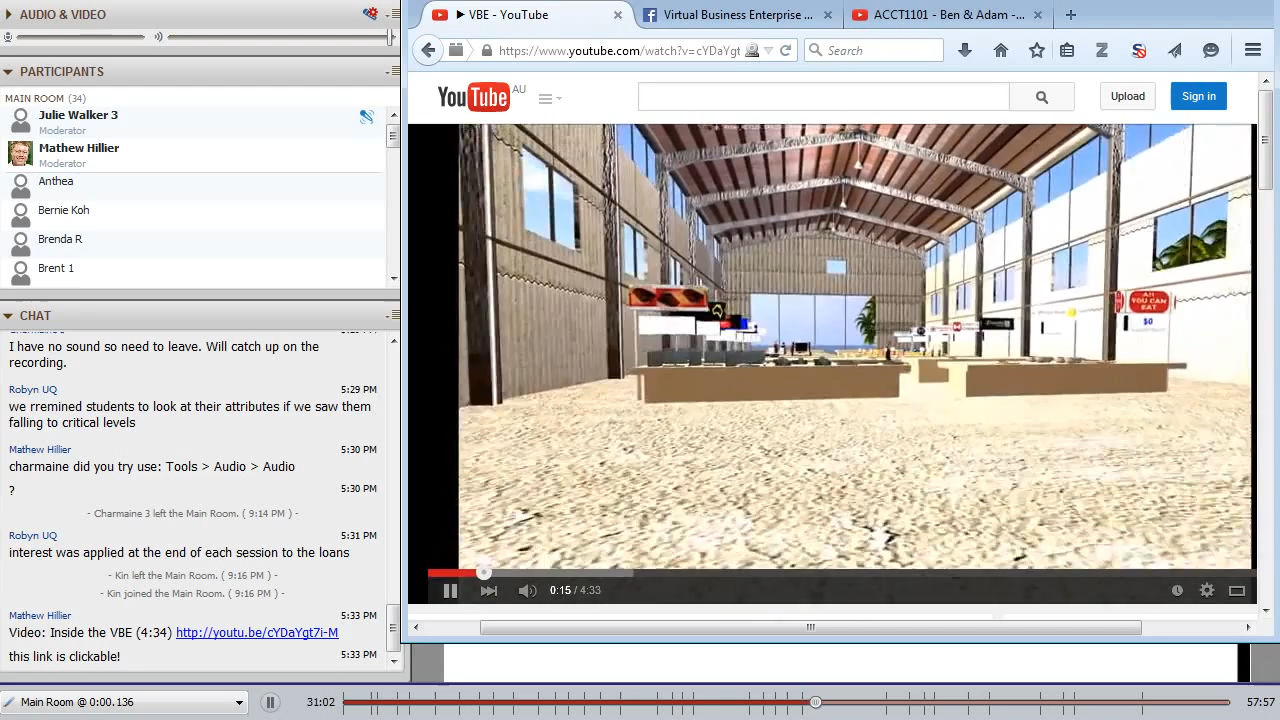 AUDIO & VIDEO
PARTICIPANTS
MAIN ROOM (34)
Julie Walker 3
Moderator
Mathew Hillier
Moderator
Anthea
Bernie Koh
Brenda R
Brent 1
CHAT
I have no sound so need to leave. Will catch up on the
recording.
Robyn UQ 5:29 PM
we rremined students to look at their attributes if we saw them
falling to critical levels
Mathew Hillier 5:30 PM
charmaine did you try use: Tools > Audio > Audio
? 5:30 PM
- Charmaine 3 left the Main Room. ( 9:14 PM ) -
Robyn UQ 5:31 PM
interest was applied at the end of each session to the loans
- Kin left the Main Room. ( 9:16 PM ) -
- Kin joined the Main Room. ( 9:16 PM ) -
Mathew Hillier 5:33 PM
Video: Inside the VBE (4:34) http://youtu.be/cYDaYgt7i-M
this link is clickable! 5:33 PM
▶ VBE - YouTube
Virtual Business Enterprise ...
ACCT1101 - Ben & Adam -...
https://www.youtube.com/watch?v=cYDaYgt
Search
YouTube AU
Upload
Sign in
All
YOU CAN
EAT
$0
0:15 / 4:33
Main Room @ 0:00.136
31:02
57:57